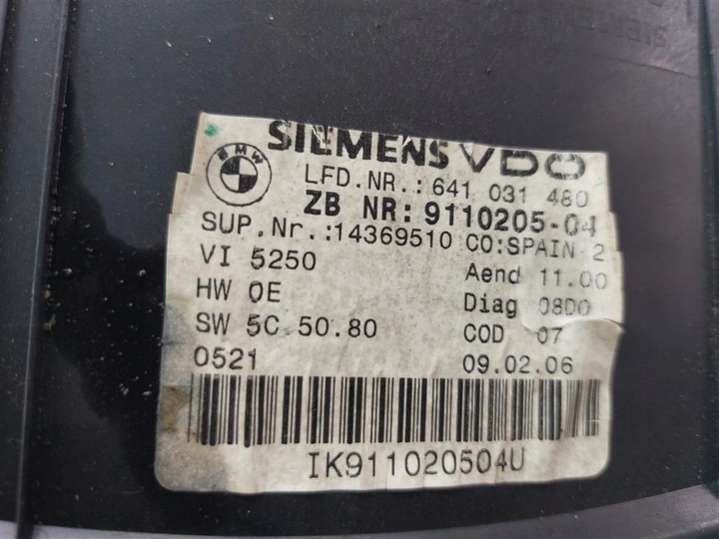 SIEMENS VDO
BMW
LFD.NR.:641 031 480
ZB NR: 9110205-04
SUP.Nr.:14369510 CO:SPAIN 2
VI 5250 Aend 11.00
HW 0E Diag 08D0
SW 5C 50.80 COD 07
0521 09.02.06
IK911020504U